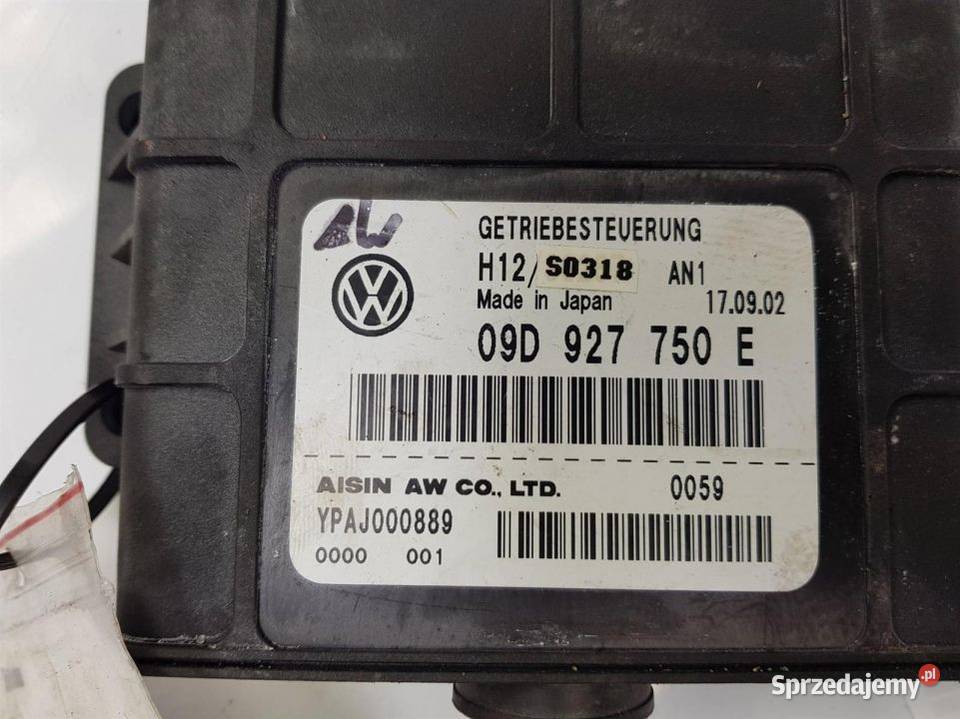 AW
GETRIEBESTEUERUNG
H12/S0318 AN1
Made in Japan 17.09.02
09D 927 750 E
AISIN AW CO., LTD. 0059
YPAJ000889
0000 001
Sprzedajemy.pl